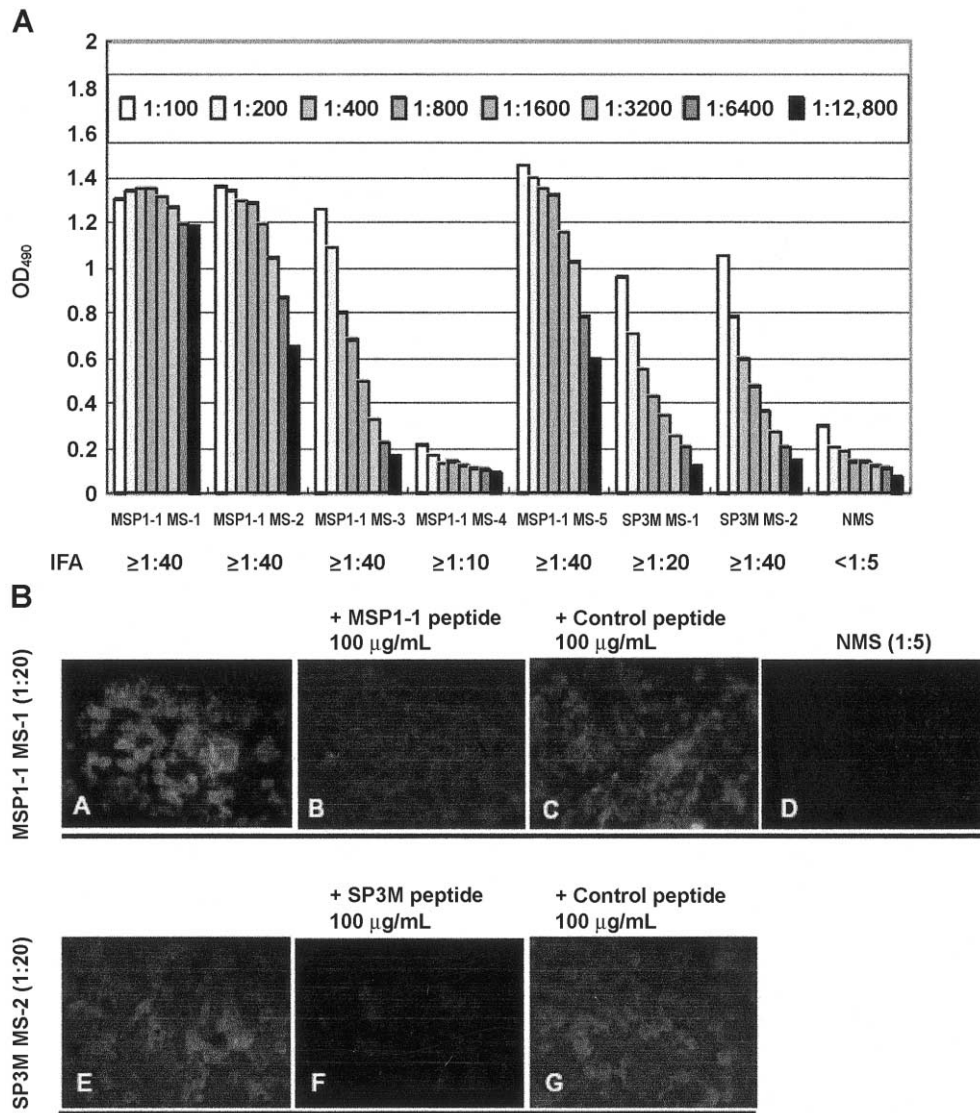 A
2
1.8
1.6
1.4
1.2
1
0.8
0.6
0.4
0.2
0
OD490
1:100 1:200 1:400 1:800 1:1600 1:3200 1:6400 1:12,800
MSP1-1 MS-1 MSP1-1 MS-2 MSP1-1 MS-3 MSP1-1 MS-4 MSP1-1 MS-5 SP3M MS-1 SP3M MS-2 NMS
IFA ≥1:40 ≥1:40 ≥1:40 ≥1:10 ≥1:40 ≥1:20 ≥1:40 <1:5
B
+ MSP1-1 peptide
100 µg/mL
+ Control peptide
100 µg/mL
NMS (1:5)
MSP1-1 MS-1 (1:20)
A B C D
+ SP3M peptide
100 µg/mL
+ Control peptide
100 µg/mL
SP3M MS-2 (1:20)
E F G